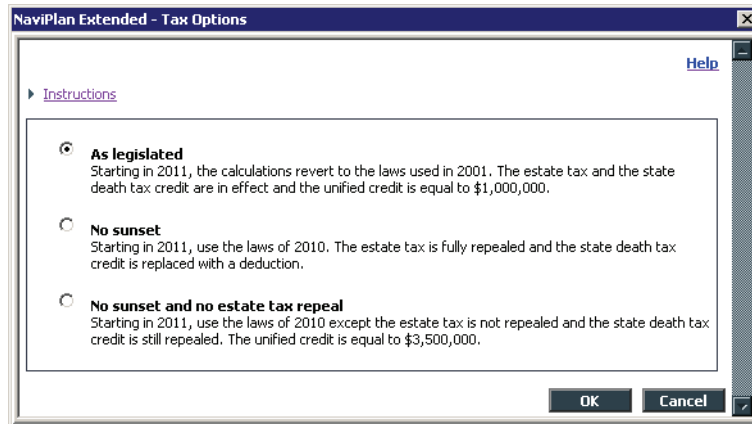 NaviPlan Extended - Tax Options
Help
Instructions
As legislated
Starting in 2011, the calculations revert to the laws used in 2001. The estate tax and the state
death tax credit are in effect and the unified credit is equal to $1,000,000.
No sunset
Starting in 2011, use the laws of 2010. The estate tax is fully repealed and the state death tax
credit is replaced with a deduction.
No sunset and no estate tax repeal
Starting in 2011, use the laws of 2010 except the estate tax is not repealed and the state death tax
credit is still repealed. The unified credit is equal to $3,500,000.
OK Cancel